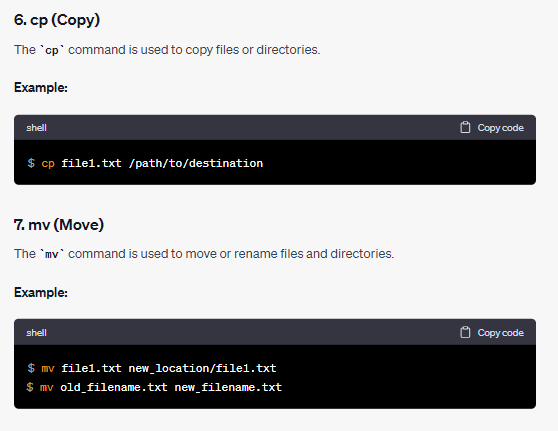 6. cp (Copy)
The `cp` command is used to copy files or directories.
Example:
shell
Copy code
$ cp file1.txt /path/to/destination
7. mv (Move)
The `mv` command is used to move or rename files and directories.
Example:
shell
Copy code
$ mv file1.txt new_location/file1.txt
$ mv old_filename.txt new_filename.txt